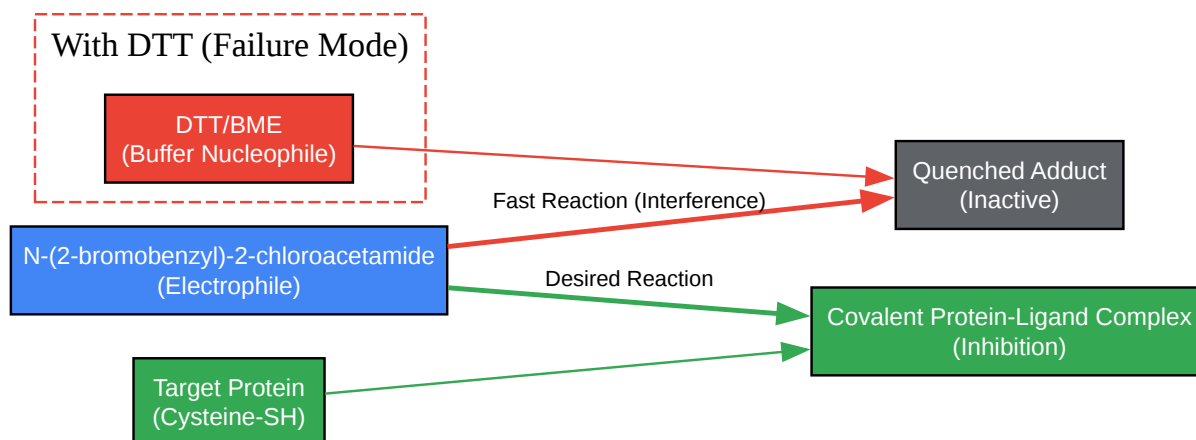 With DTT (Failure Mode)
DTT/BME
(Buffer Nucleophile)
Quenched Adduct
(Inactive)
Fast Reaction (Interference)
N-(2-bromobenzyl)-2-chloroacetamide
(Electrophile)
Desired Reaction
Covalent Protein-Ligand Complex
(Inhibition)
Target Protein
(Cysteine-SH)